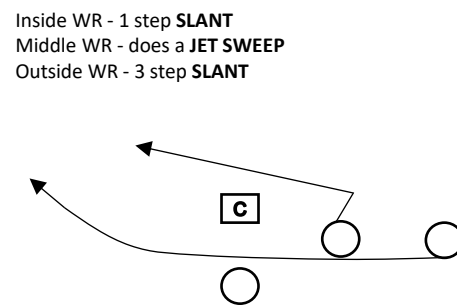 Inside WR - 1 step SLANT
Middle WR - does a JET SWEEP
Outside WR - 3 step SLANT
C